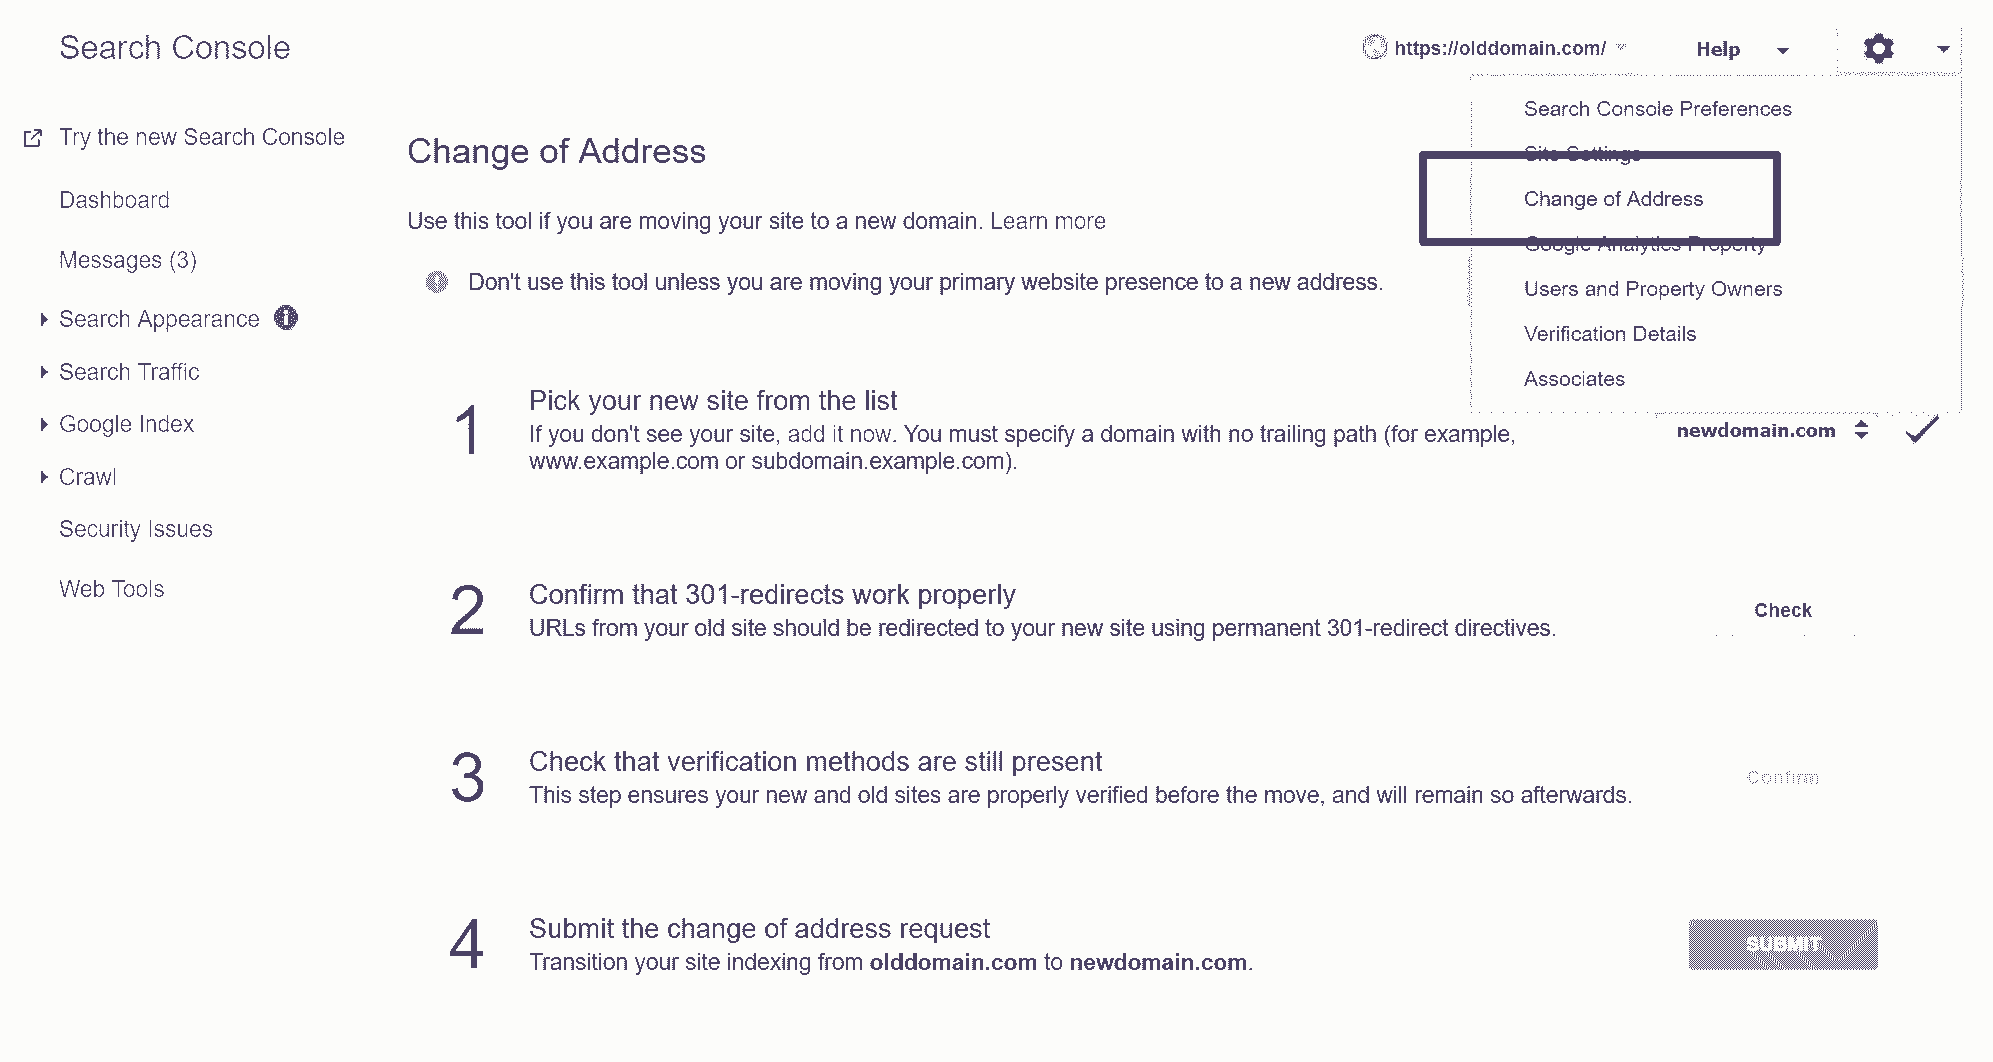 Search Console
https://olddomain.com/
Help
Search Console Preferences
Site Settings
Change of Address
Google Analytics Property
Users and Property Owners
Verification Details
Associates
Try the new Search Console
Dashboard
Messages (3)
Search Appearance
Search Traffic
Google Index
Crawl
Security Issues
Web Tools
Change of Address
Use this tool if you are moving your site to a new domain. Learn more
Don't use this tool unless you are moving your primary website presence to a new address.
1
Pick your new site from the list
If you don't see your site, add it now. You must specify a domain with no trailing path (for example,
www.example.com or subdomain.example.com).
newdomain.com
2
Confirm that 301-redirects work properly
URLs from your old site should be redirected to your new site using permanent 301-redirect directives.
Check
3
Check that verification methods are still present
This step ensures your new and old sites are properly verified before the move, and will remain so afterwards.
Confirm
4
Submit the change of address request
Transition your site indexing from olddomain.com to newdomain.com.
SUBMIT